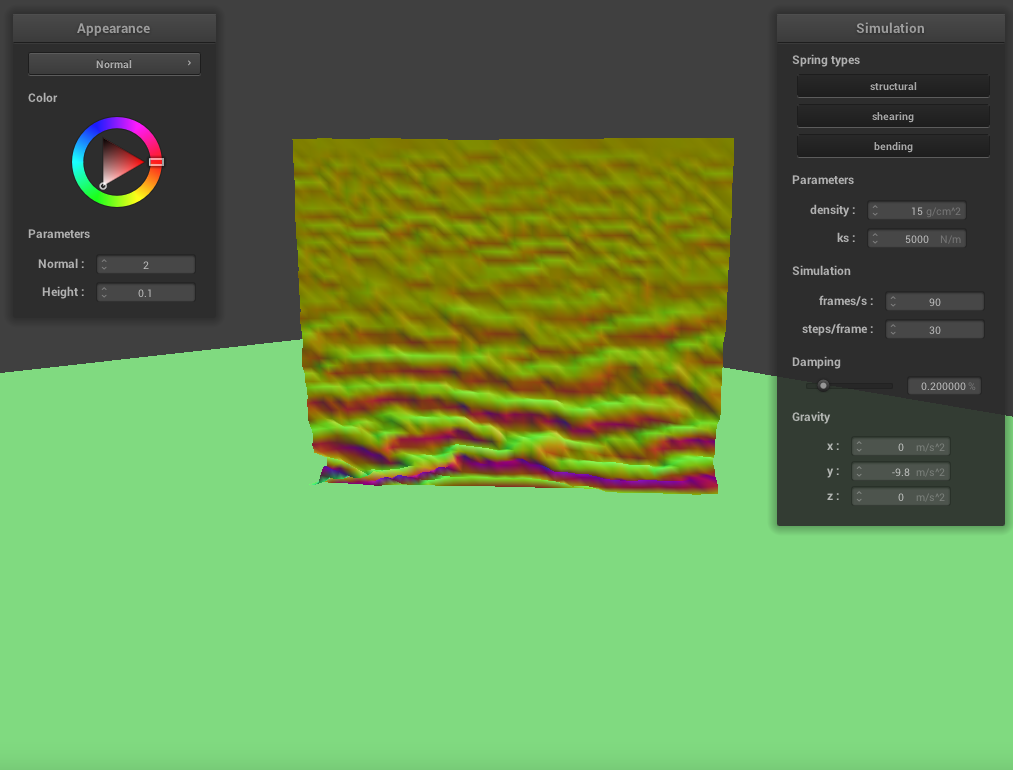 Appearance
Normal ›
Color
Parameters
Normal : 2
Height : 0.1
Simulation
Spring types
structural
shearing
bending
Parameters
density : 15 g/cm^2
ks : 5000 N/m
Simulation
frames/s : 90
steps/frame : 30
Damping
0.200000 %
Gravity
x : 0 m/s^2
y : -9.8 m/s^2
z : 0 m/s^2